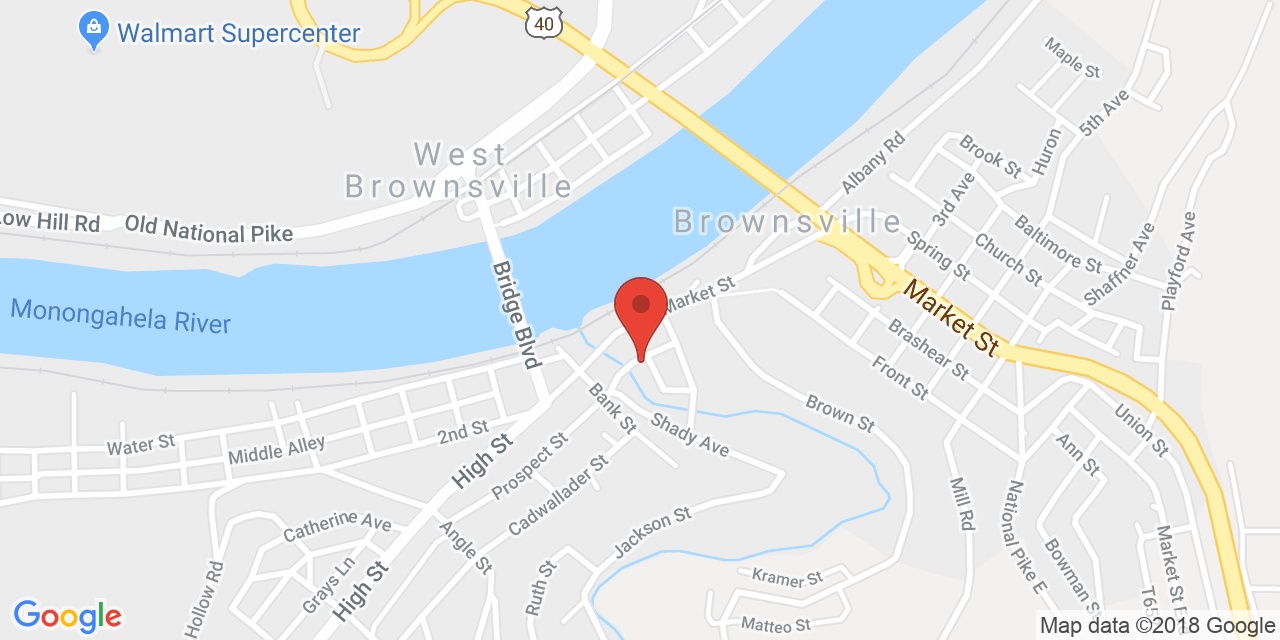 Walmart Supercenter
40
Maple St
5th Ave
West
Brownsville
Albany Rd
Brook St
Huron
3rd Ave
Low Hill Rd
Old National Pike
Brownsville
Baltimore St
Church St
Spring St
Shaffner Ave
Playford Ave
Monongahela River
Bridge Blvd
Market St
Market St
Brashear St
Front St
Bank St
Shady Ave
Brown St
Union St
Water St
Middle Alley
2nd St
High St
Prospect St
Cadwallader St
Ann St
Mill Rd
National Pike E
Catherine Ave
Angle St
Jackson St
Grays Ln
High St
Hollow Rd
Ruth St
Kramer St
Matteo St
Bowman St
T65
Market St
Google
Map data ©2018 Google